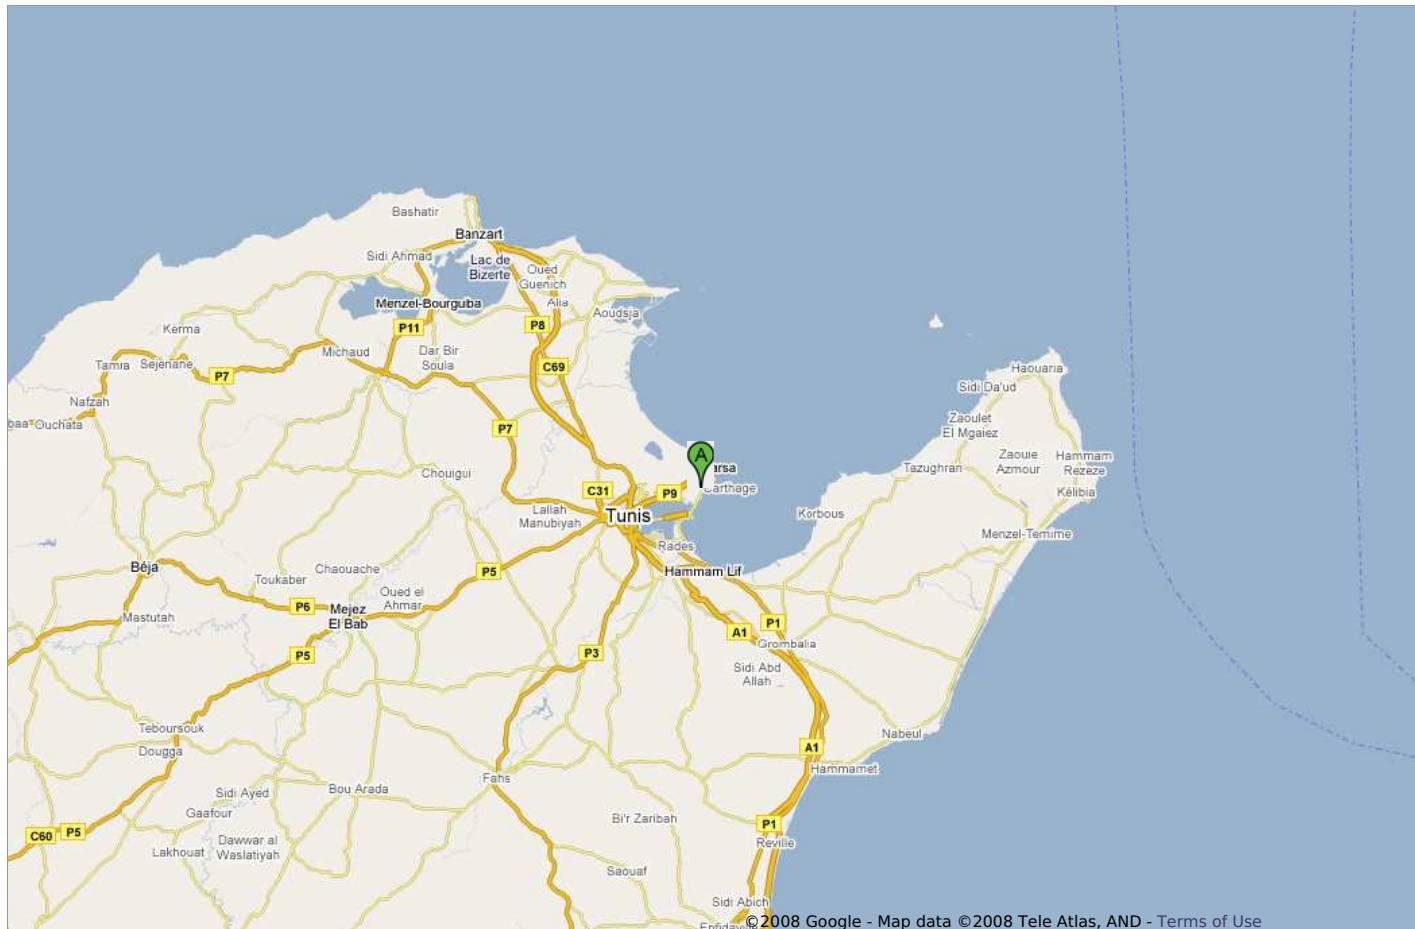 Bashatir
Banzart
Sidi Ahmad
Lac de
Bizerte
Oued
Guenich
Menzel-Bourguiba
Alia
Aoudsja
P11
P8
Kerma
Michaud
Dar Bir
Soula
Tamra
Sejenane
P7
C69
Haouaria
Sidi Da'ud
Nafzah
baa
Ouchata
P7
Zaoulet
El Mgaiez
A
arsa
Tazughran
Zaouie
Azmour
Hammam
Rezeze
Chouigui
C31
P9
Carthage
Kélibia
Lallah
Manubiyah
Tunis
Korbous
Menzel-Temime
Rades
Béja
Chaouache
Toukaber
P5
Hammam Lif
Oued el
Ahmar
P6
Mejez
El Bab
Mastutah
P1
A1
Grombalia
P5
P3
Sidi Abd
Allah
Teboursouk
Dougga
Nabeul
A1
Hammamet
Fahs
Sidi Ayed
Bou Arada
Gaafour
Bi'r Zaribah
P1
C60
P5
Dawwar al
Waslatiyah
Reville
Lakhouat
Saouaf
Sidi Abich
Enfidav
©2008 Google - Map data ©2008 Tele Atlas, AND - Terms of Use